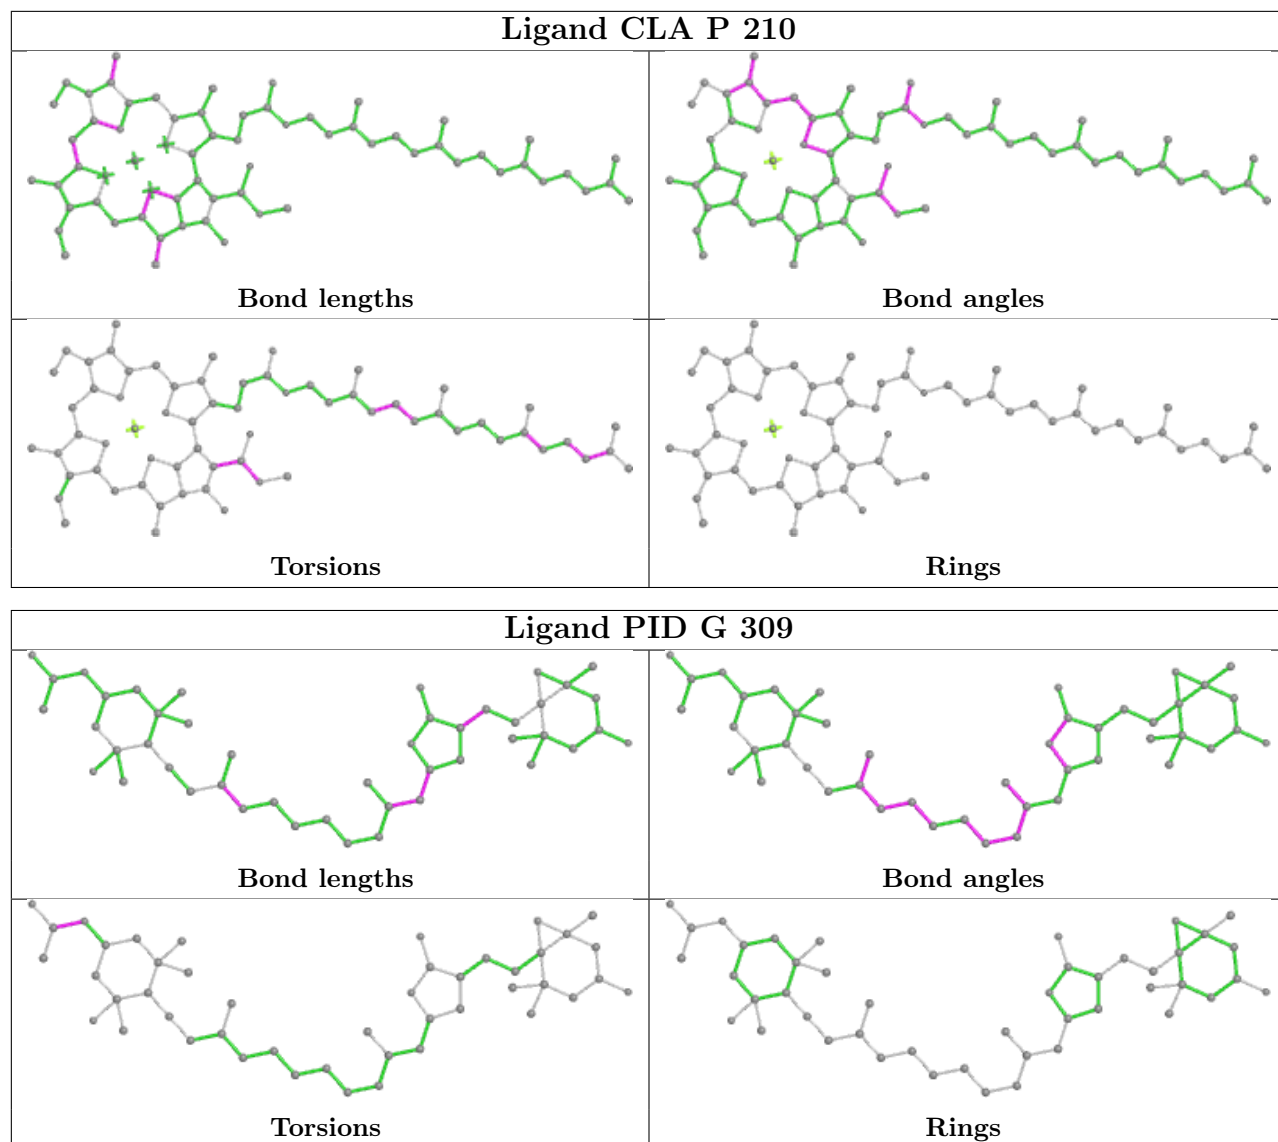 Ligand CLA P 210
Bond lengths
Bond angles
Torsions
Rings
Ligand PID G 309
Bond lengths
Bond angles
Torsions
Rings